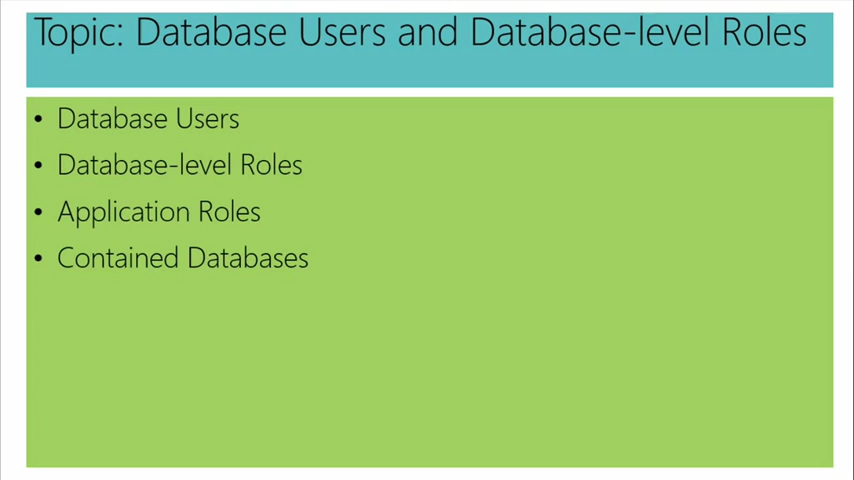 Topic: Database Users and Database-level Roles
• Database Users
• Database-level Roles
• Application Roles
• Contained Databases